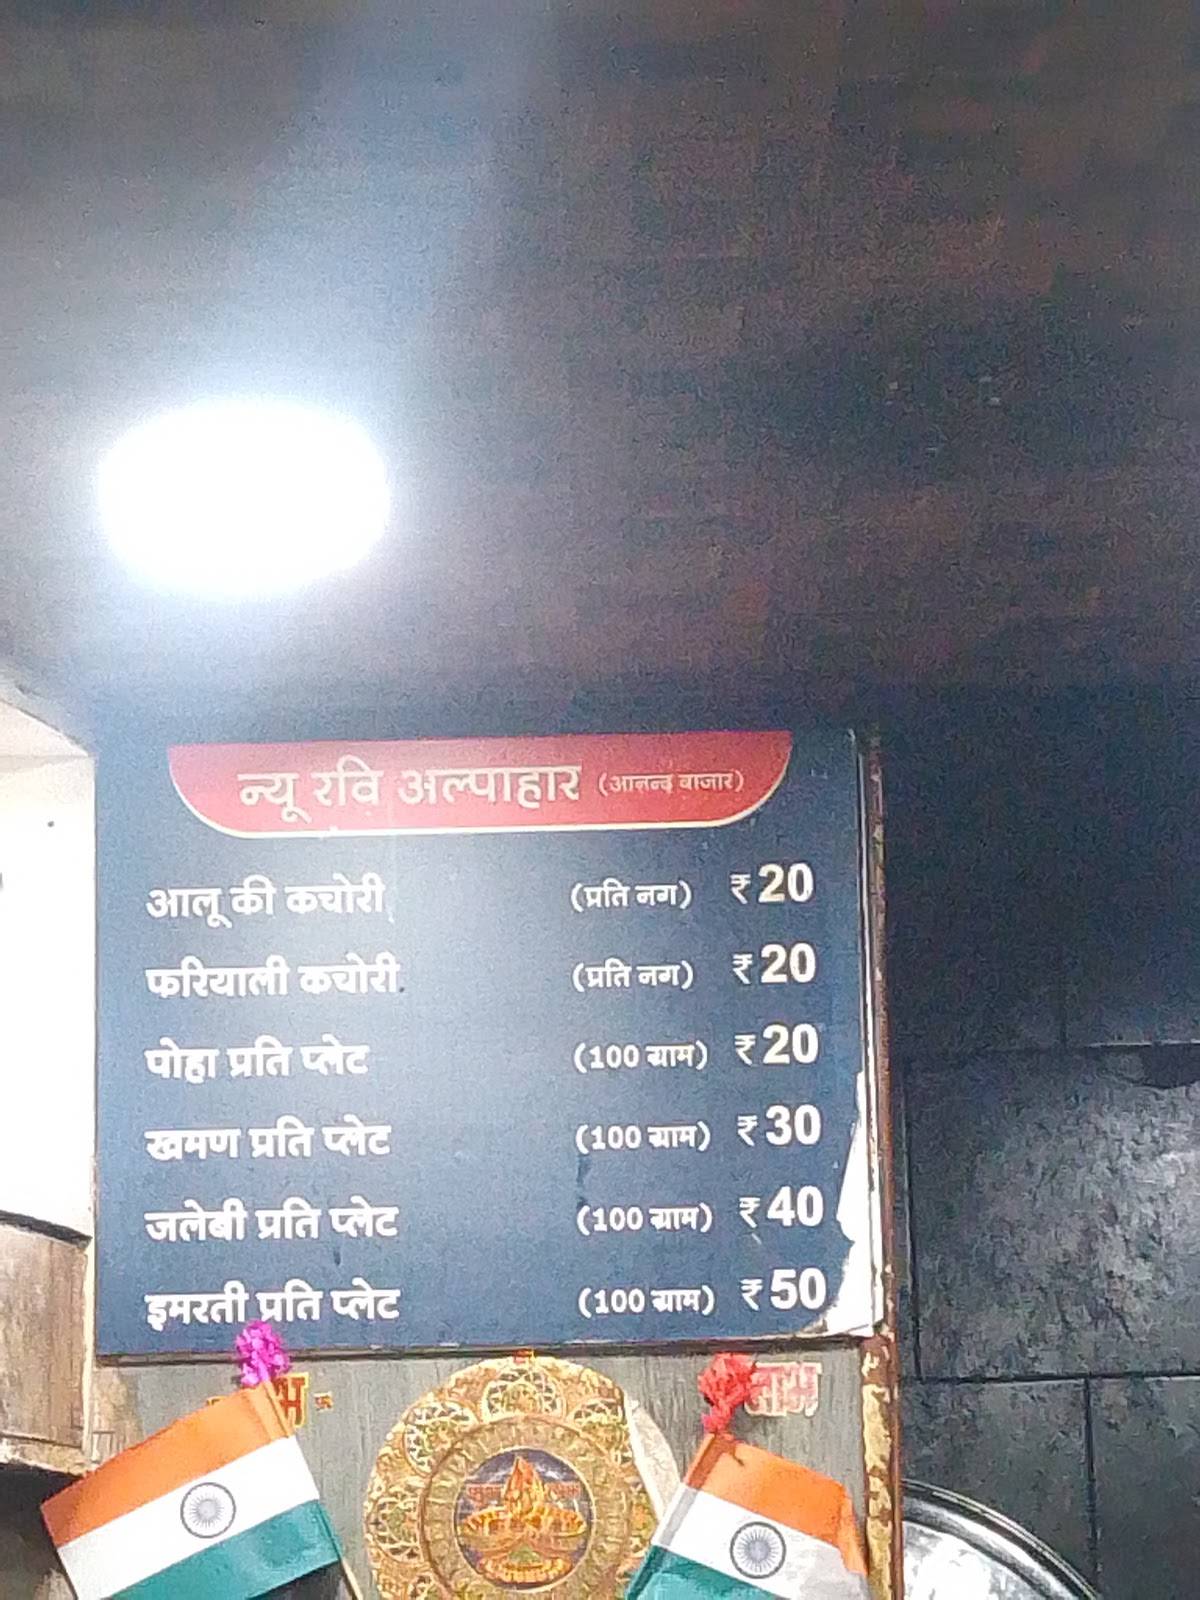 न्यू रवि अल्पाहार (आनन्द बाजार)
आलू की कचोरी (प्रति नग) ₹ 20
फरियाली कचोरी (प्रति नग) ₹ 20
पोहा प्रति प्लेट (100 ग्राम) ₹ 20
खमण प्रति प्लेट (100 ग्राम) ₹ 30
जलेबी प्रति प्लेट (100 ग्राम) ₹ 40
इमरती प्रति प्लेट (100 ग्राम) ₹ 50
लाभ